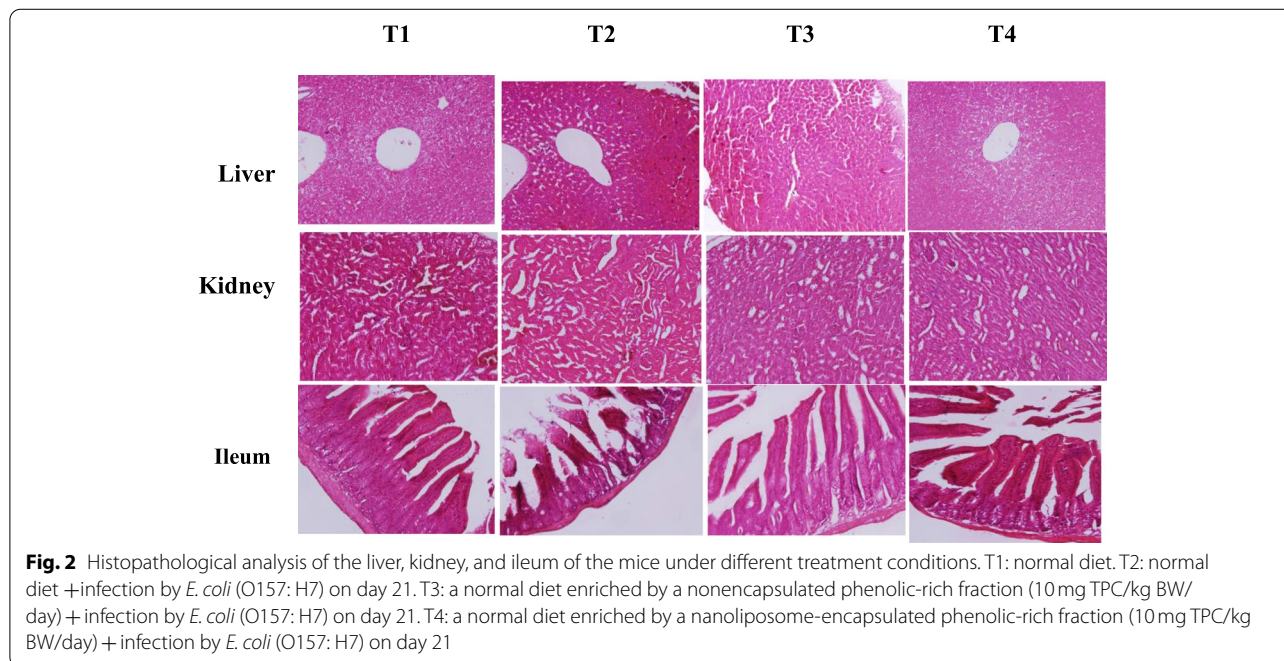 T1 T2 T3 T4
Liver
Kidney
Ileum
Fig. 2 Histopathological analysis of the liver, kidney, and ileum of the mice under different treatment conditions. T1: normal diet. T2: normal
diet +infection by E. coli (O157: H7) on day 21. T3: a normal diet enriched by a nonencapsulated phenolic-rich fraction (10 mg TPC/kg BW/
day) + infection by E. coli (O157: H7) on day 21. T4: a normal diet enriched by a nanoliposome-encapsulated phenolic-rich fraction (10 mg TPC/kg
BW/day) + infection by E. coli (O157: H7) on day 21